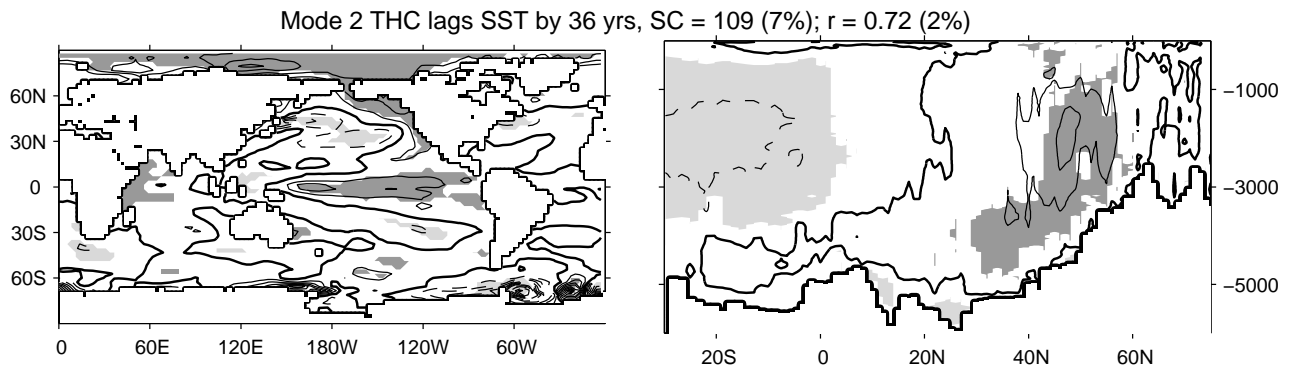 Mode 2 THC lags SST by 36 yrs, SC = 109 (7%); r = 0.72 (2%)
60N
30N
0
30S
60S
0 60E 120E 180W 120W 60W
−1000
−3000
−5000
20S 0 20N 40N 60N